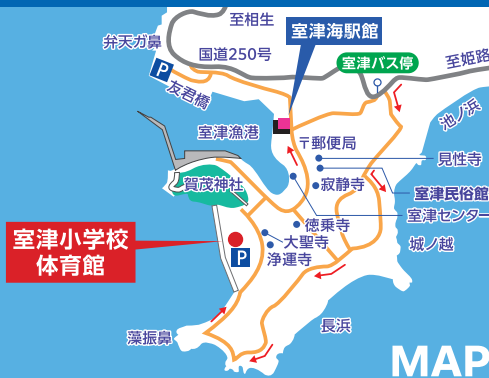 至相生
弁天ガ鼻
国道250号
室津海駅館
室津バス停
至姫路
P
友君橋
池ノ浜
室津漁港
〒郵便局
見性寺
賀茂神社
寂静寺
室津民俗館
室津センター
徳乗寺
室津小学校
体育館
大聖寺
城ノ越
P
浄運寺
藻振鼻
長浜
MAP